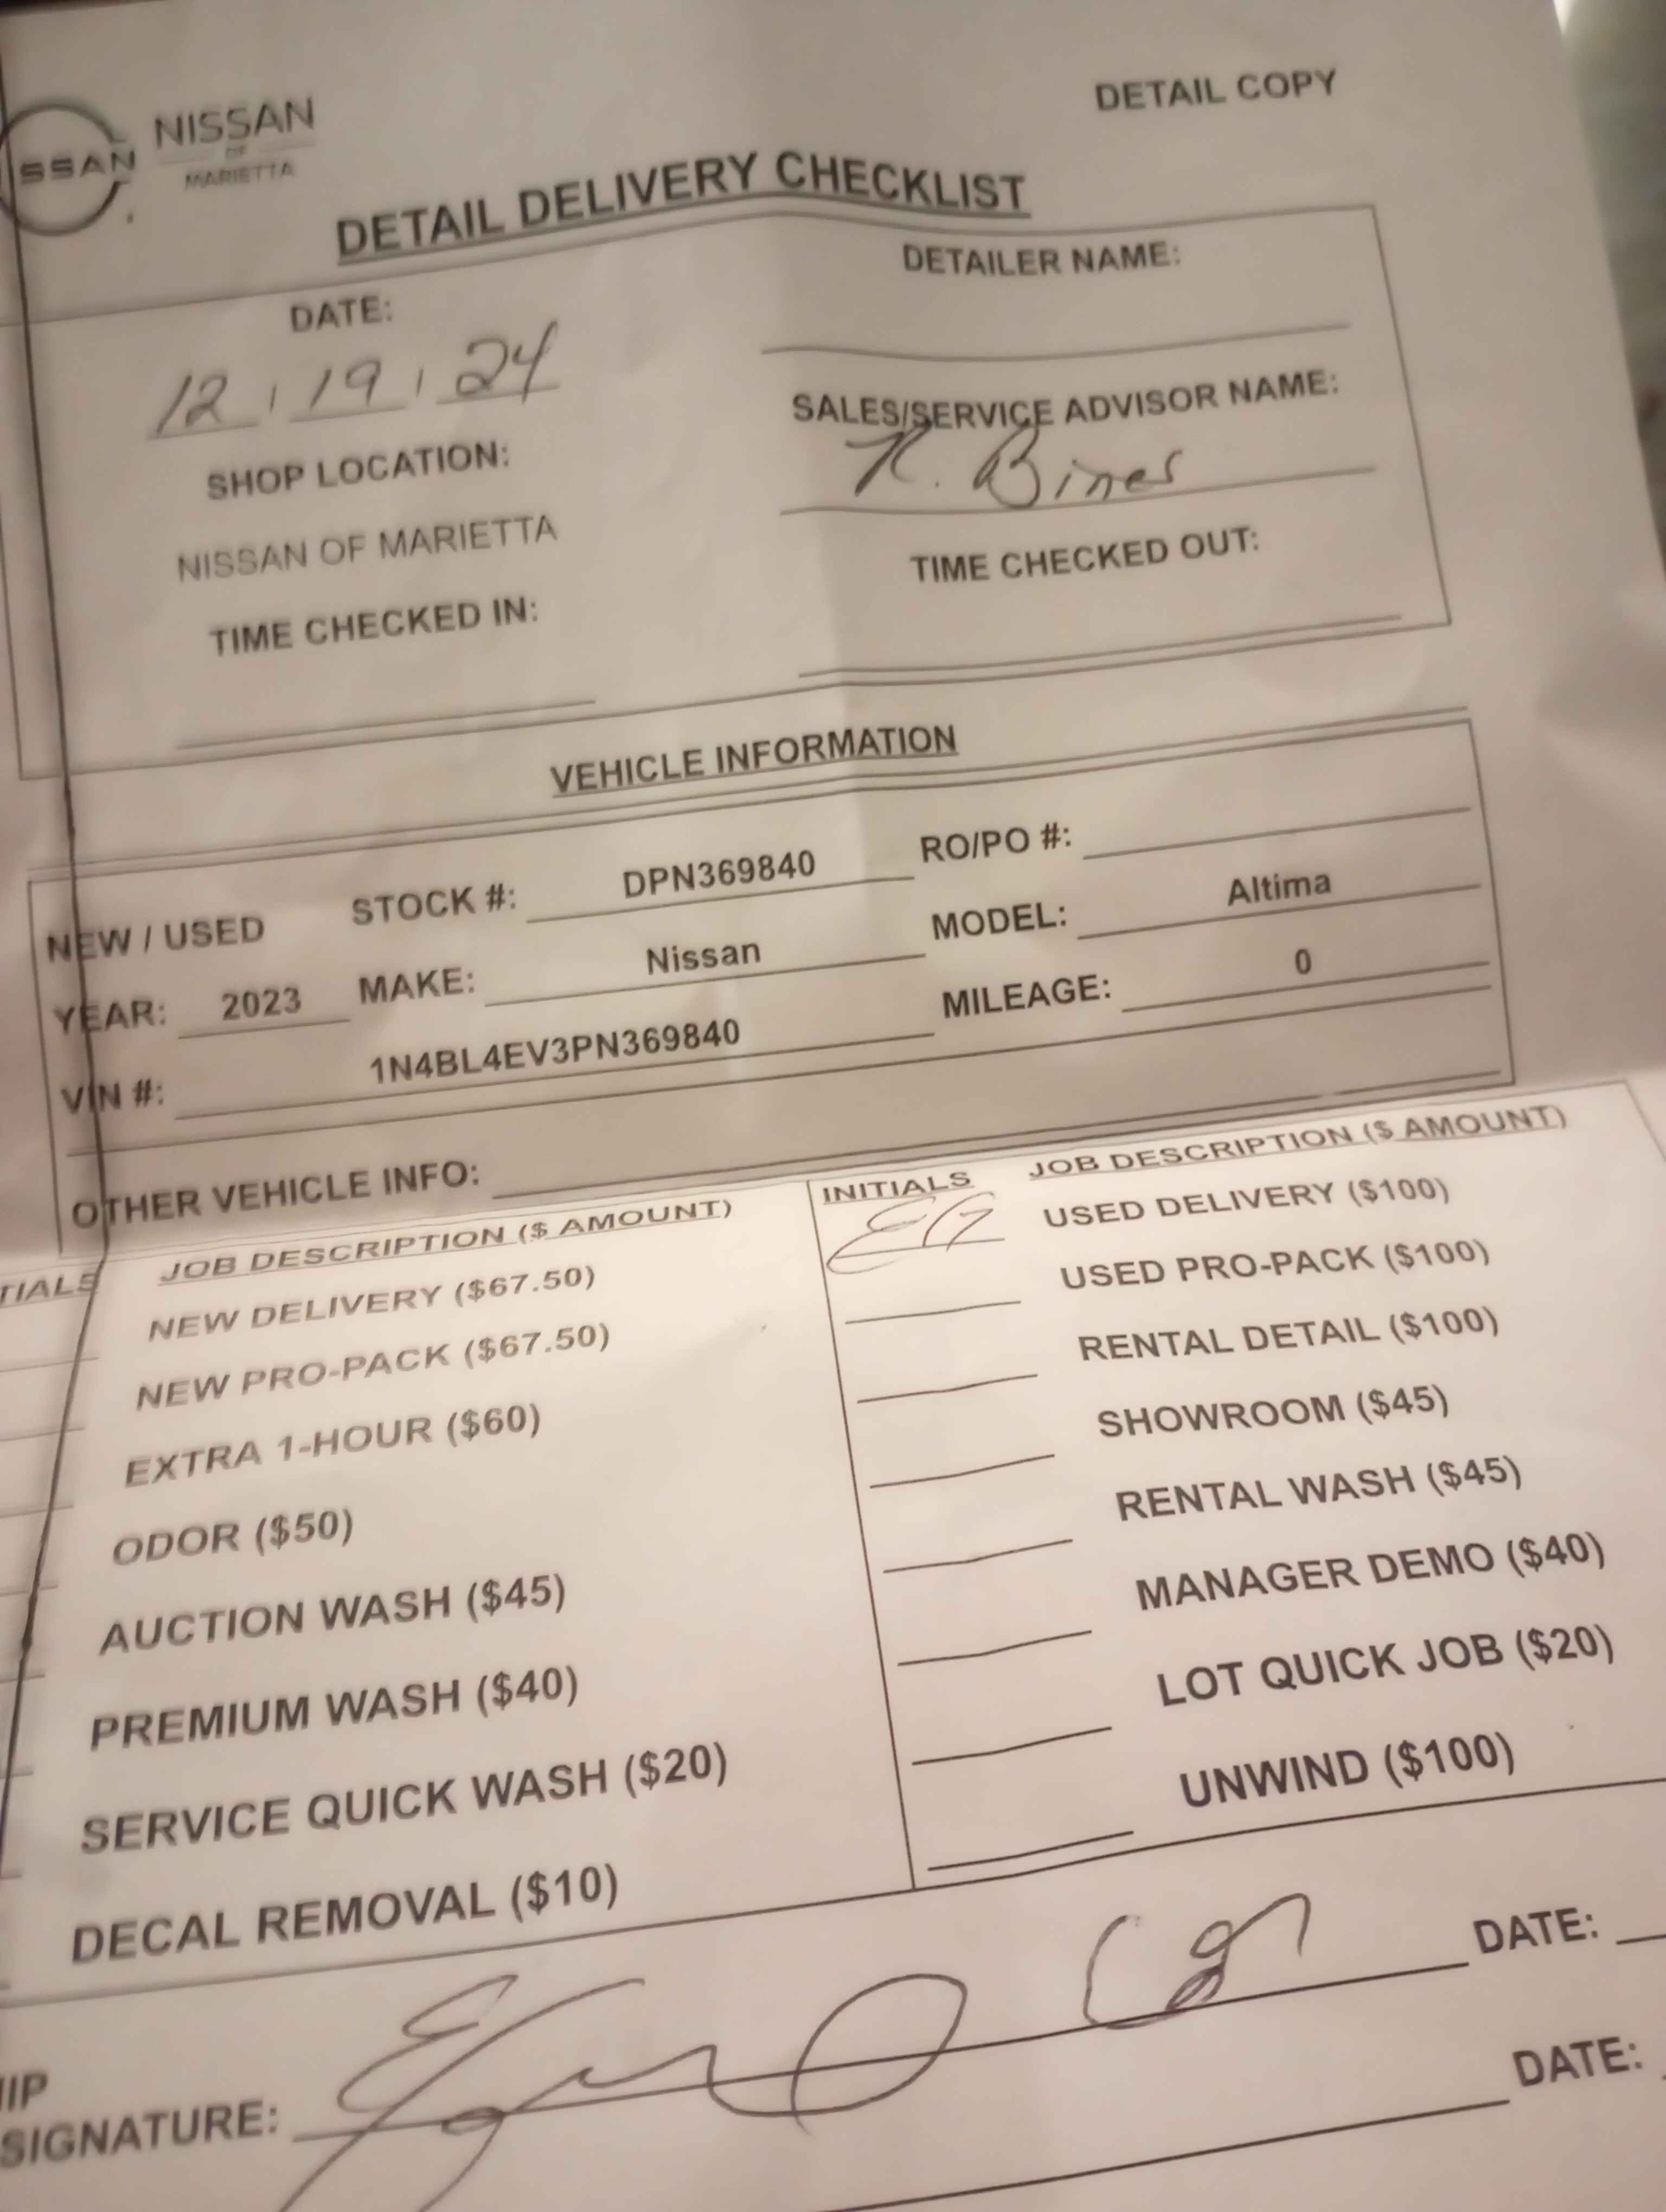 DETAIL COPY
SSAN
NISSAN
OF
MARIETTA
DETAIL DELIVERY CHECKLIST
DATE:
12 / 19 / 24
DETAILER NAME:
SHOP LOCATION:
NISSAN OF MARIETTA
SALES/SERVICE ADVISOR NAME:
R. Bines
TIME CHECKED IN:
TIME CHECKED OUT:
VEHICLE INFORMATION
NEW / USED STOCK #: DPN369840 RO/PO #:
YEAR: 2023 MAKE: Nissan MODEL: Altima
VIN #: 1N4BL4EV3PN369840 MILEAGE: 0
OTHER VEHICLE INFO:
TIALS JOB DESCRIPTION ($ AMOUNT)
NEW DELIVERY ($67.50)
NEW PRO-PACK ($67.50)
EXTRA 1-HOUR ($60)
ODOR ($50)
AUCTION WASH ($45)
PREMIUM WASH ($40)
SERVICE QUICK WASH ($20)
DECAL REMOVAL ($10)
INITIALS JOB DESCRIPTION ($ AMOUNT)
USED DELIVERY ($100)
USED PRO-PACK ($100)
RENTAL DETAIL ($100)
SHOWROOM ($45)
RENTAL WASH ($45)
MANAGER DEMO ($40)
LOT QUICK JOB ($20)
UNWIND ($100)
IIP
SIGNATURE:
DATE:
DATE: